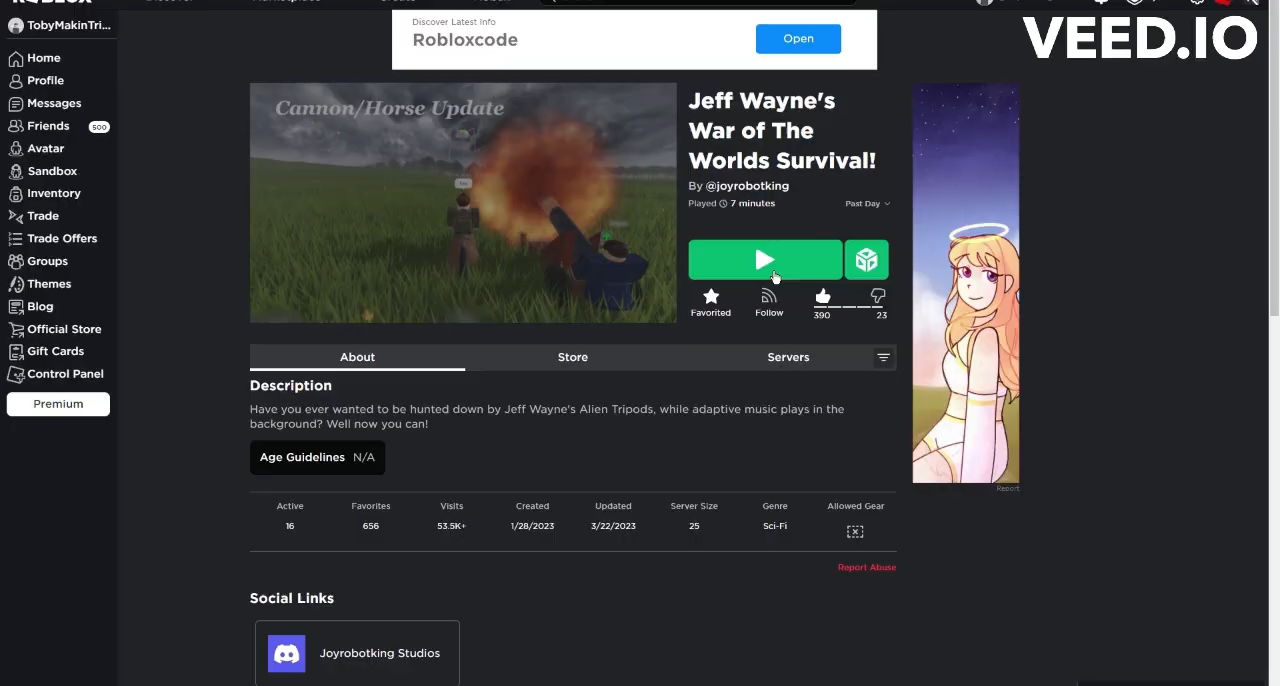 ROBLOX
Discover
Marketplace
Create
VEED.IO
TobyMakinTri...
Home
Profile
Messages
Friends
500
Avatar
Sandbox
Inventory
Trade
Trade Offers
Groups
Themes
Blog
Official Store
Gift Cards
Control Panel
Premium
Discover Latest Info
Robloxcode
Open
Cannon/Horse Update
Jeff Wayne's
War of The
Worlds Survival!
By @joyrobotking
Played 7 minutes
Past Day
Favorited
Follow
390
23
Report
About
Store
Servers
Description
Have you ever wanted to be hunted down by Jeff Wayne's Alien Tripods, while adaptive music plays in the
background? Well now you can!
Age Guidelines N/A
Active Favorites Visits Created Updated Server Size Genre Allowed Gear
16 656 53.5K+ 1/28/2023 3/22/2023 25 Sci-Fi
Report Abuse
Social Links
Joyrobotking Studios